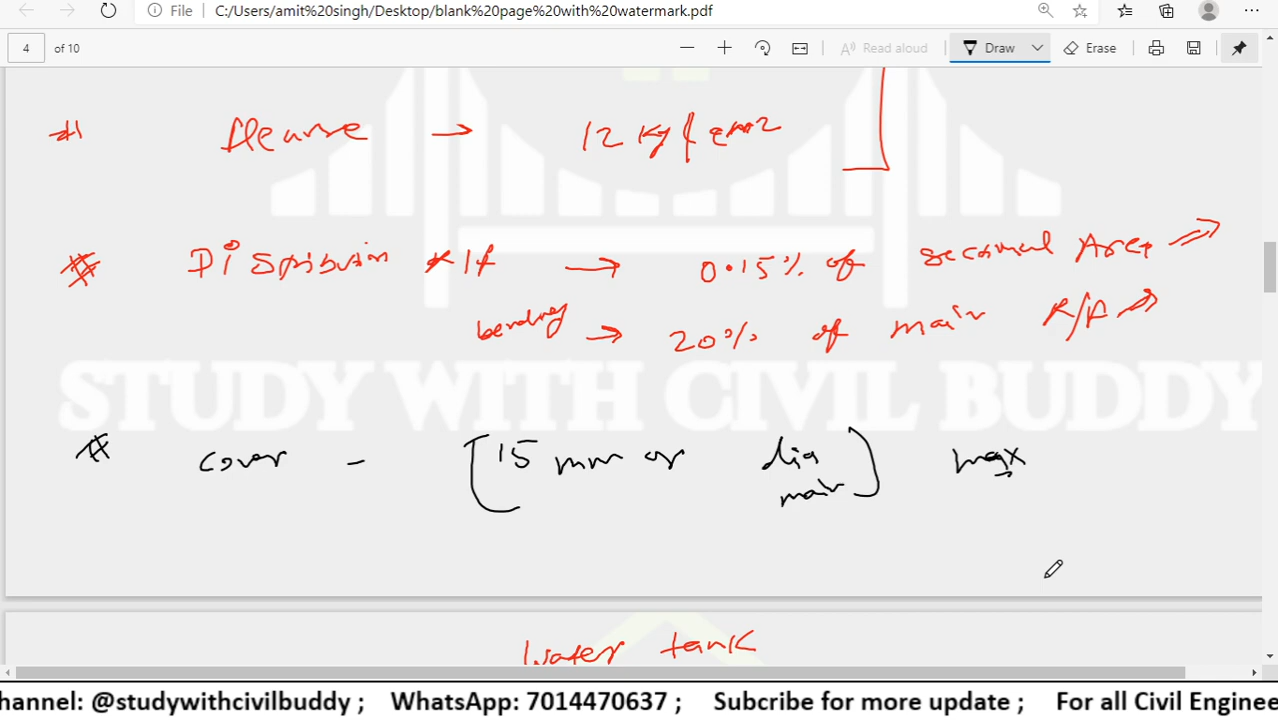 File C:/Users/amit%20singh/Desktop/blank%20page%20with%20watermark.pdf
4 of 10 Read aloud Draw Erase
→ 12 Kg/cm2
# Distribution R/f → 0.15% of sectional Area ⇒
bending → 20% of main R/f ⇒
STUDY WITH CIVIL BUDDY
# cover - [15 mm or dia main] max
Water tank
hannel: @studywithcivilbuddy ; WhatsApp: 7014470637 ; Subcribe for more update ; For all Civil Enginee